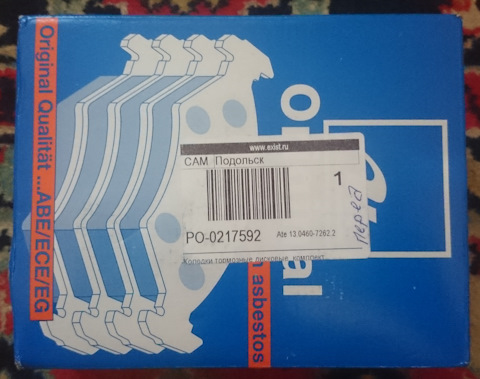 Original Qualität ...ABE/ECE/EG
www.exist.ru
САМ Подольск
1
PO-0217592
Ate 13.0460-7262.2
Колодки тормозные дисковые, комплект
перед
asbestos